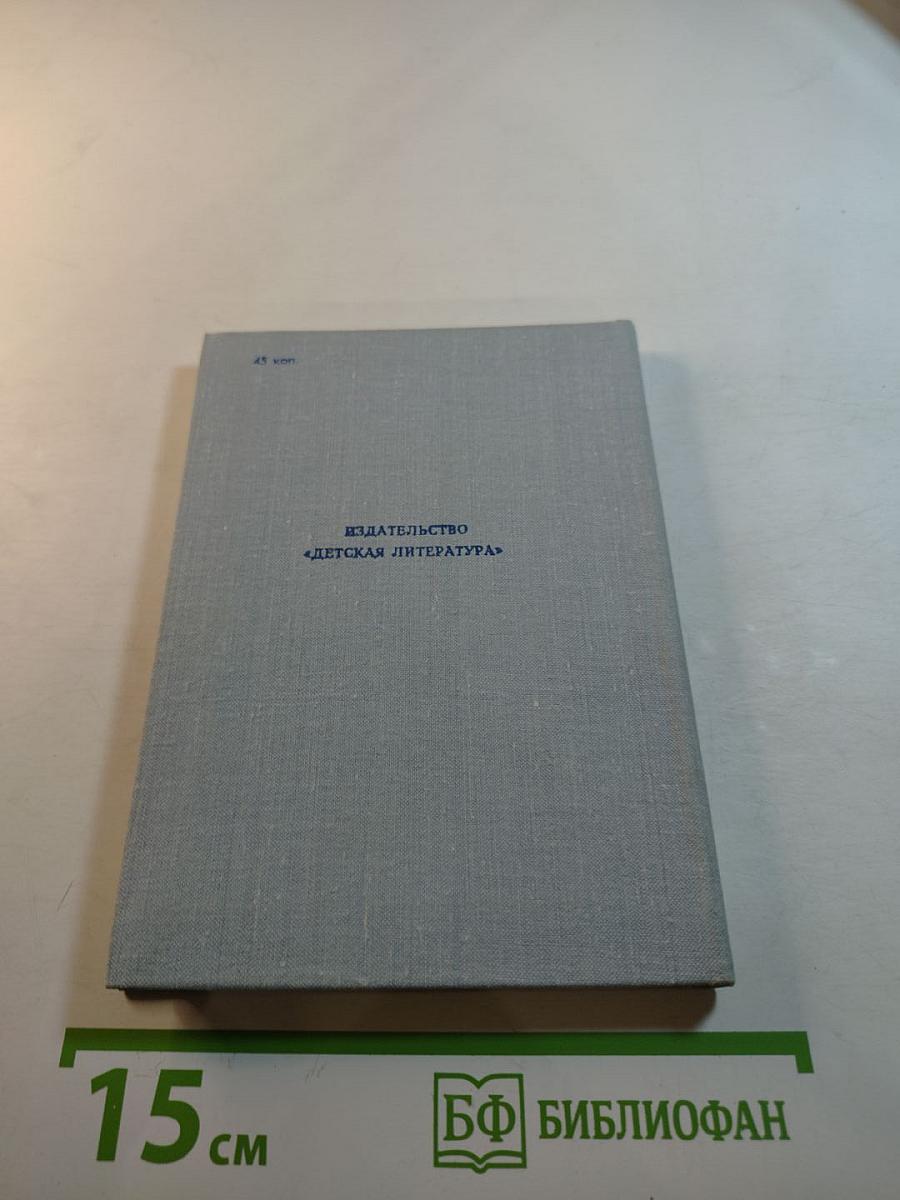 45 коп.
ИЗДАТЕЛЬСТВО
«ДЕТСКАЯ ЛИТЕРАТУРА»
15 см
БФ БИБЛИОФАН